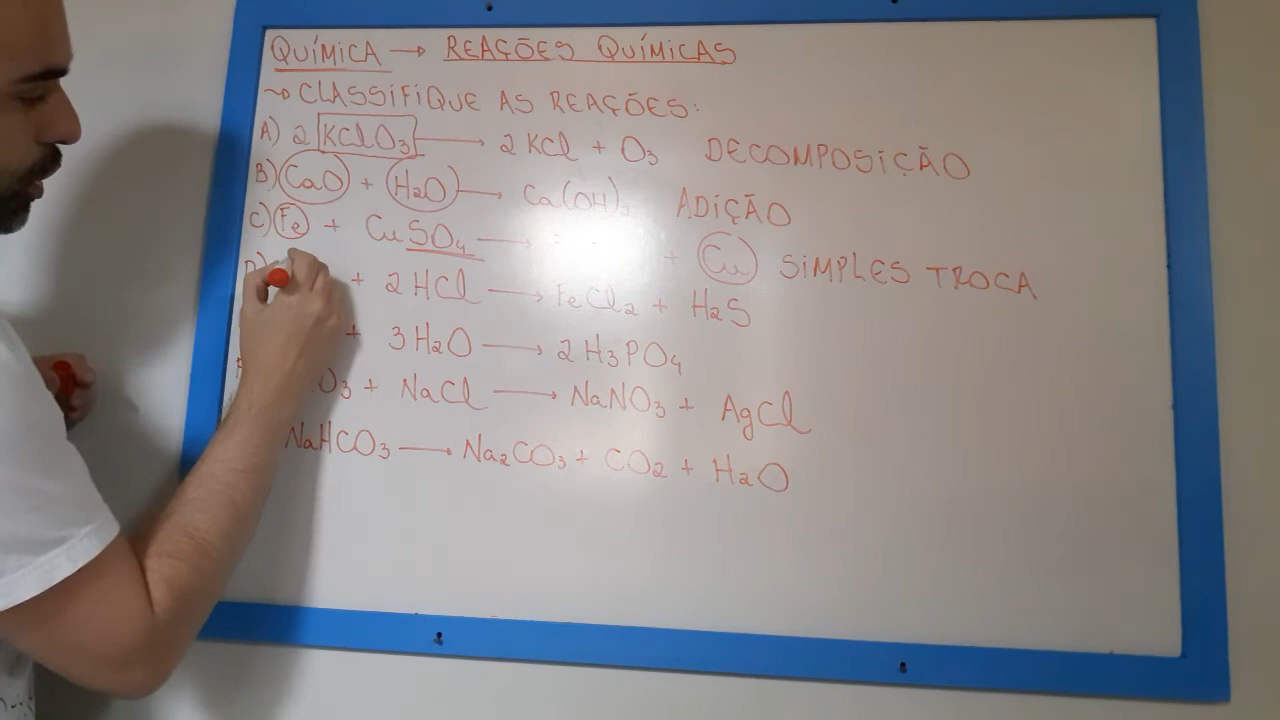 QUÍMICA → REAÇÕES QUÍMICAS
~> CLASSIFIQUE AS REAÇÕES:
A) 2 KClO3 → 2 KCl + O3 DECOMPOSIÇÃO
B) CaO + H2O → Ca(OH)2 ADIÇÃO
C) Fe + CuSO4 → + Cu SIMPLES TROCA
D) + 2 HCl → FeCl2 + H2S
+ 3 H2O → 2 H3PO4
O3 + NaCl → NaNO3 + AgCl
NaHCO3 → Na2CO3 + CO2 + H2O